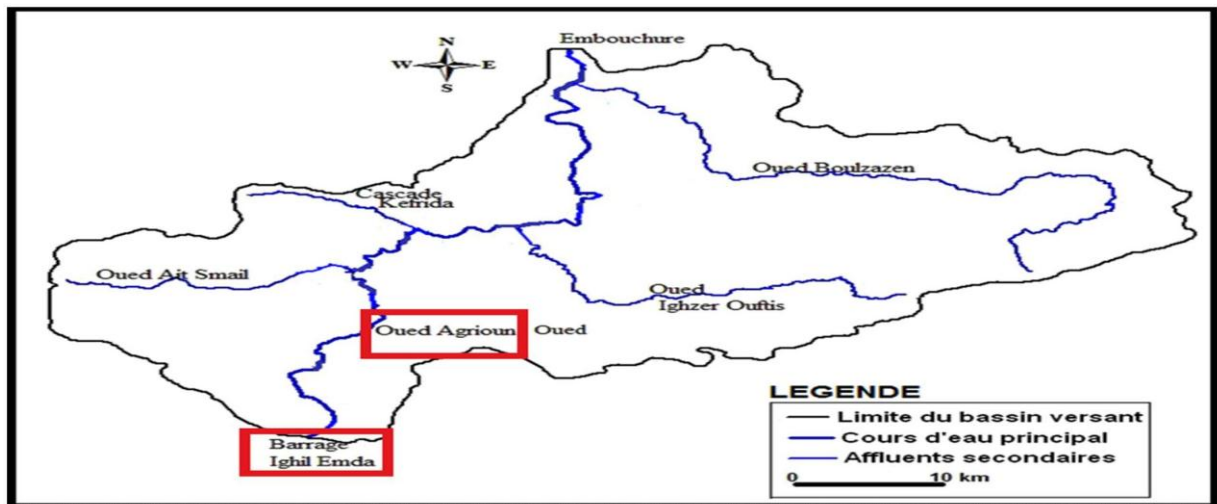 Embouchure
N
W E
S
Oued Boulzazen
Cascade
Kefrida
Oued Ait Smail
Oued
Ighzer Ouftis
Oued Agrioun Oued
LEGENDE
Limite du bassin versant
Cours d'eau principal
Affluents secondaires
0 10 km
Barrage
Ighil Emda